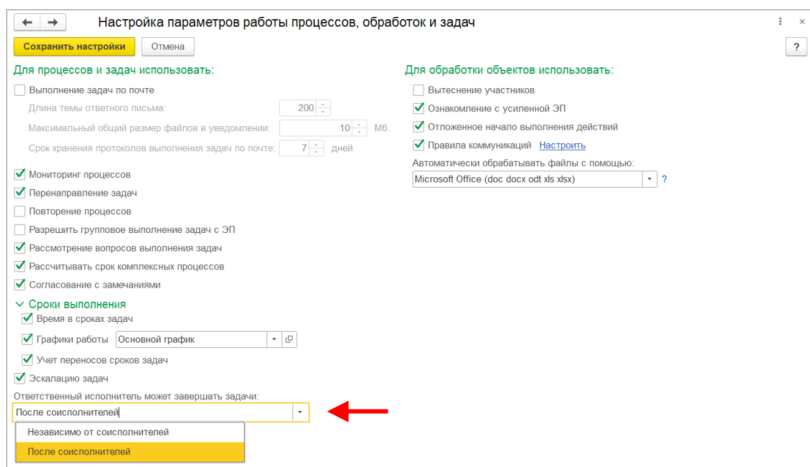 Настройка параметров работы процессов, обработок и задач
Сохранить настройки
Отмена
?
Для процессов и задач использовать:
Выполнение задач по почте
Длина темы ответного письма:
200
Максимальный общий размер файлов в уведомлении:
10
Мб.
Срок хранения протоколов выполнения задач по почте:
7
дней
Мониторинг процессов
Перенаправление задач
Повторение процессов
Разрешить групповое выполнение задач с ЭП
Рассмотрение вопросов выполнения задач
Рассчитывать срок комплексных процессов
Согласование с замечаниями
Сроки выполнения
Время в сроках задач
Графики работы
Основной график
Учет переносов сроков задач
Эскалацию задач
Ответственный исполнитель может завершать задачи:
После соисполнителей
Независимо от соисполнителей
После соисполнителей
Для обработки объектов использовать:
Вытеснение участников
Ознакомление с усиленной ЭП
Отложенное начало выполнения действий
Правила коммуникаций Настроить
Автоматически обрабатывать файлы с помощью:
Microsoft Office (doc docx odt xls xlsx)
?